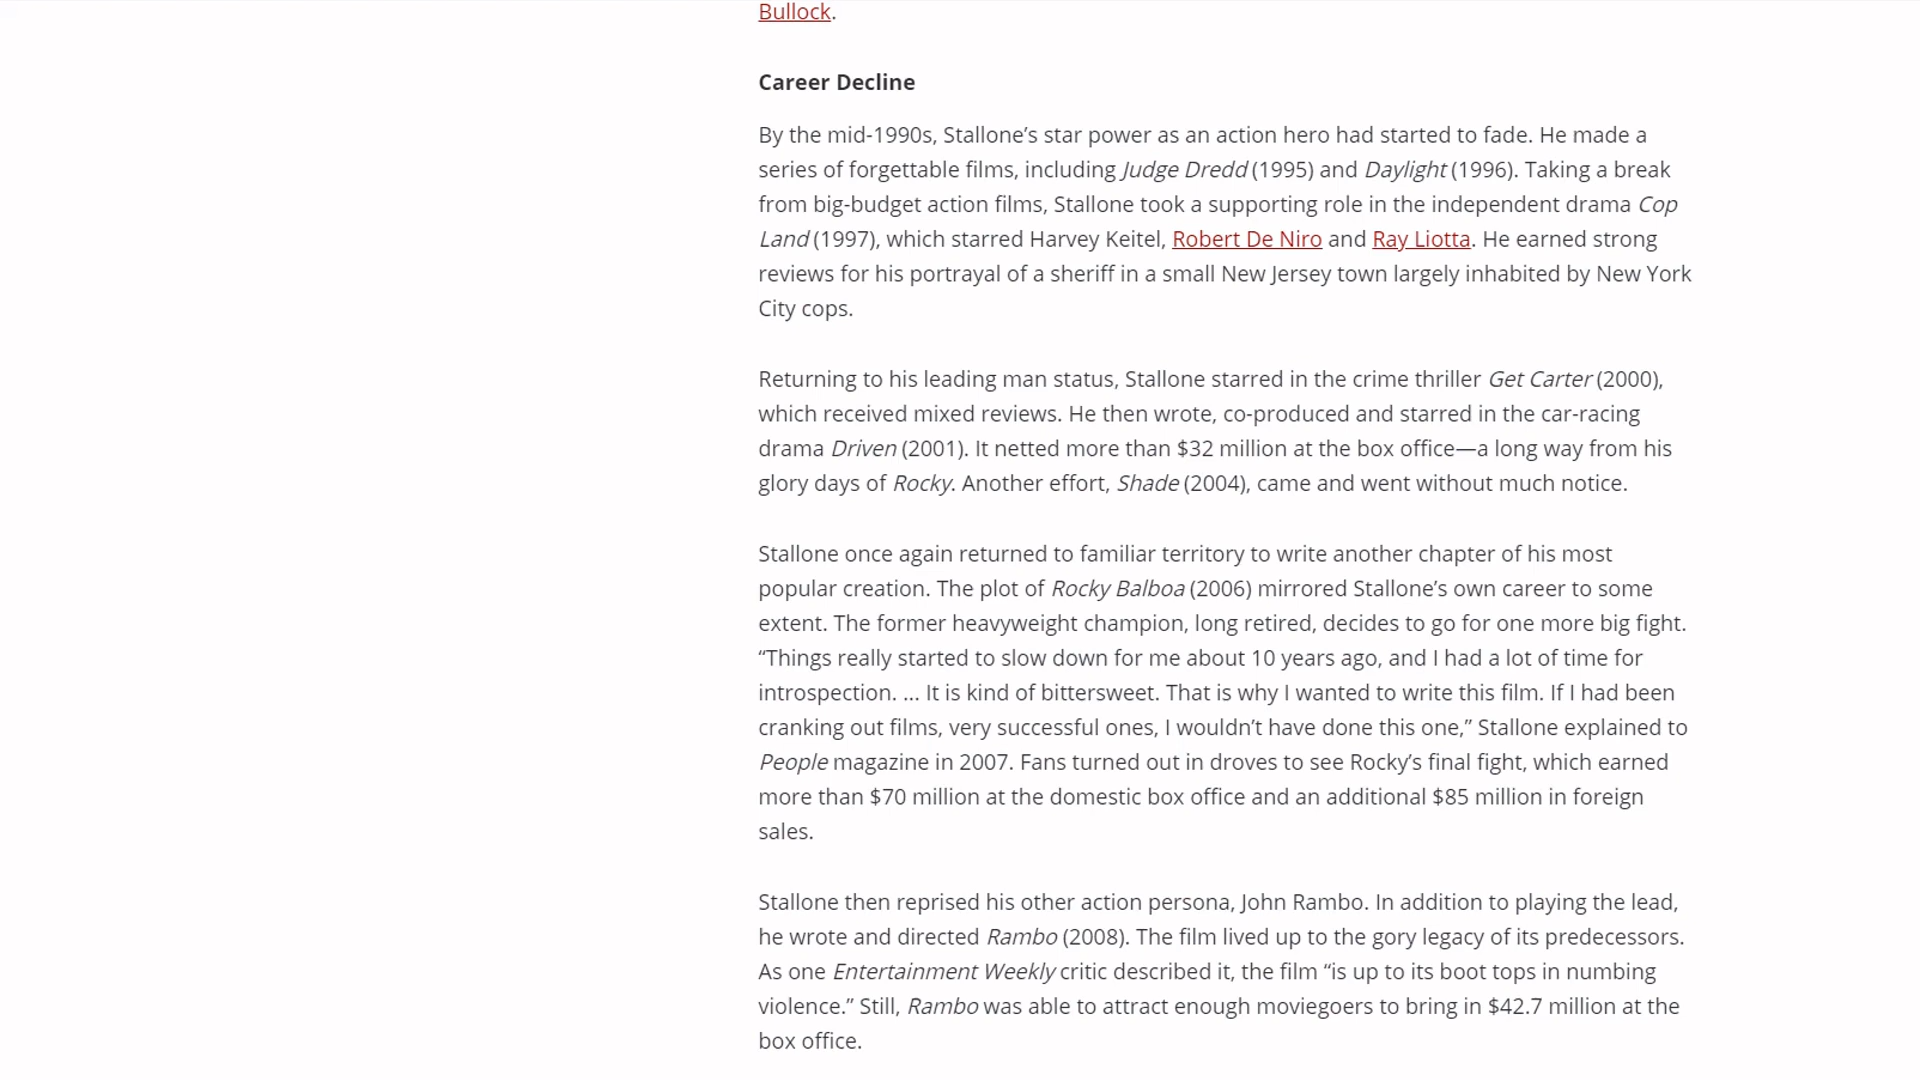 Bullock.
Career Decline
By the mid-1990s, Stallone’s star power as an action hero had started to fade. He made a
series of forgettable films, including Judge Dredd (1995) and Daylight (1996). Taking a break
from big-budget action films, Stallone took a supporting role in the independent drama Cop
Land (1997), which starred Harvey Keitel, Robert De Niro and Ray Liotta. He earned strong
reviews for his portrayal of a sheriff in a small New Jersey town largely inhabited by New York
City cops.
Returning to his leading man status, Stallone starred in the crime thriller Get Carter (2000),
which received mixed reviews. He then wrote, co-produced and starred in the car-racing
drama Driven (2001). It netted more than $32 million at the box office—a long way from his
glory days of Rocky. Another effort, Shade (2004), came and went without much notice.
Stallone once again returned to familiar territory to write another chapter of his most
popular creation. The plot of Rocky Balboa (2006) mirrored Stallone’s own career to some
extent. The former heavyweight champion, long retired, decides to go for one more big fight.
“Things really started to slow down for me about 10 years ago, and I had a lot of time for
introspection. ... It is kind of bittersweet. That is why I wanted to write this film. If I had been
cranking out films, very successful ones, I wouldn’t have done this one,” Stallone explained to
People magazine in 2007. Fans turned out in droves to see Rocky’s final fight, which earned
more than $70 million at the domestic box office and an additional $85 million in foreign
sales.
Stallone then reprised his other action persona, John Rambo. In addition to playing the lead,
he wrote and directed Rambo (2008). The film lived up to the gory legacy of its predecessors.
As one Entertainment Weekly critic described it, the film “is up to its boot tops in numbing
violence.” Still, Rambo was able to attract enough moviegoers to bring in $42.7 million at the
box office.